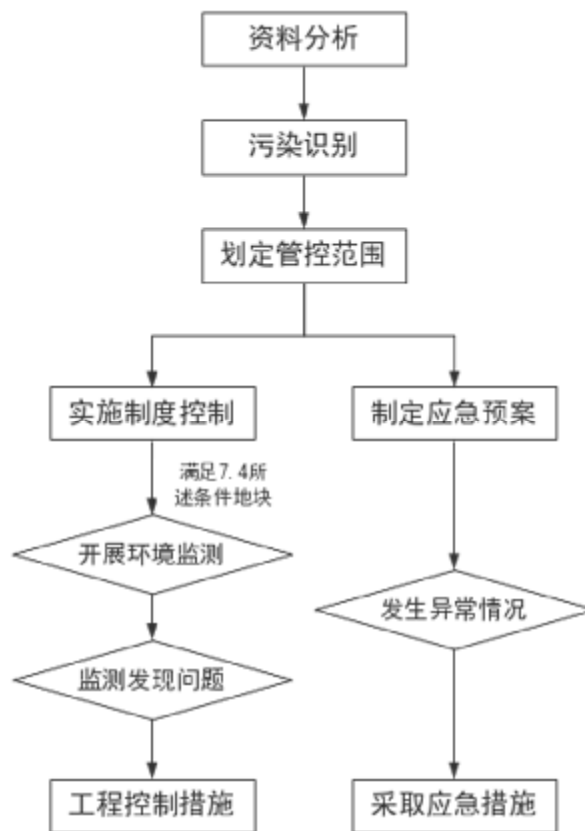 资料分析
污染识别
划定管控范围
实施制度控制
制定应急预案
满足7.4所
述条件地块
开展环境监测
发生异常情况
监测发现问题
工程控制措施
采取应急措施